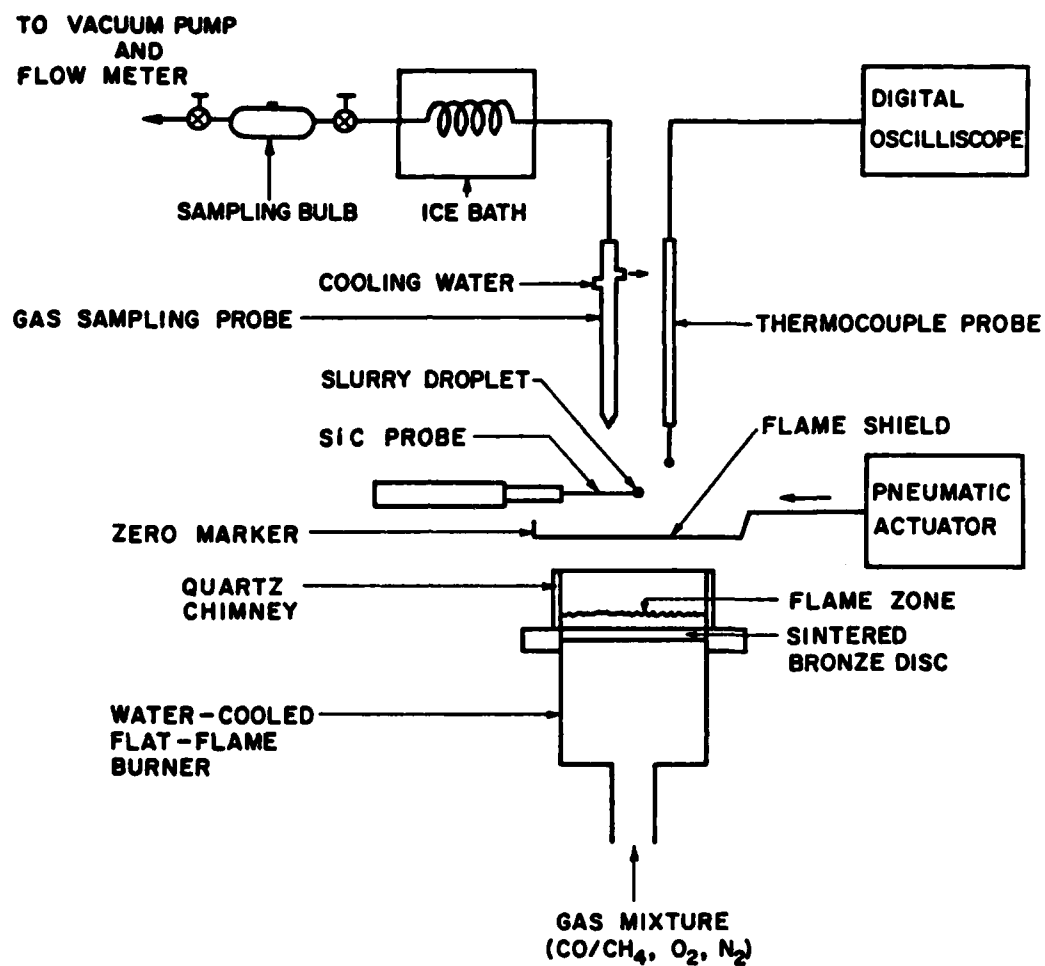 TO VACUUM PUMP
AND
FLOW METER
DIGITAL
OSCILLISCOPE
SAMPLING BULB
ICE BATH
COOLING WATER
GAS SAMPLING PROBE
THERMOCOUPLE PROBE
SLURRY DROPLET
FLAME SHIELD
SiC PROBE
PNEUMATIC
ACTUATOR
ZERO MARKER
QUARTZ
CHIMNEY
FLAME ZONE
SINTERED
BRONZE DISC
WATER-COOLED
FLAT-FLAME
BURNER
GAS MIXTURE
(CO/CH₄, O₂, N₂)